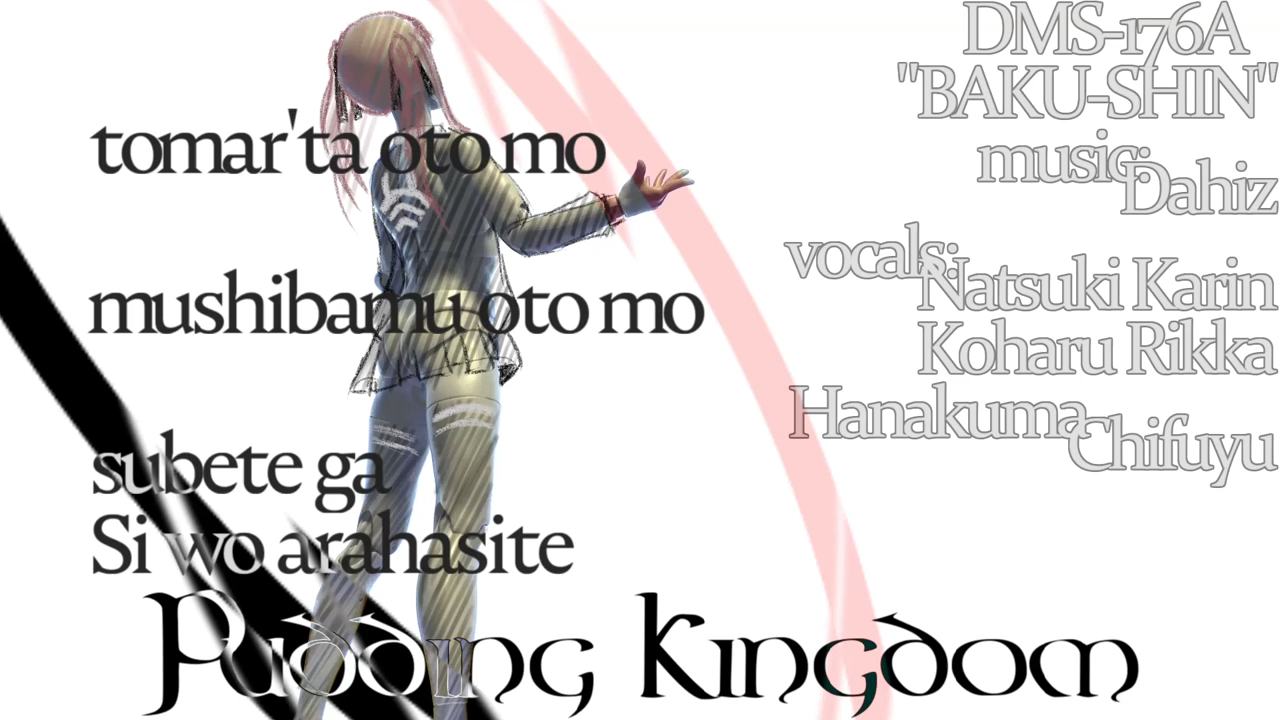 tomar'ta oto mo
mushibamu oto mo
subete ga
Si wo arahasite
Pudding Kingdom
DMS-176A
"BAKU-SHIN"
music:
Dahiz
vocals:
Natsuki Karin
Koharu Rikka
Hanakuma
Chifuyu